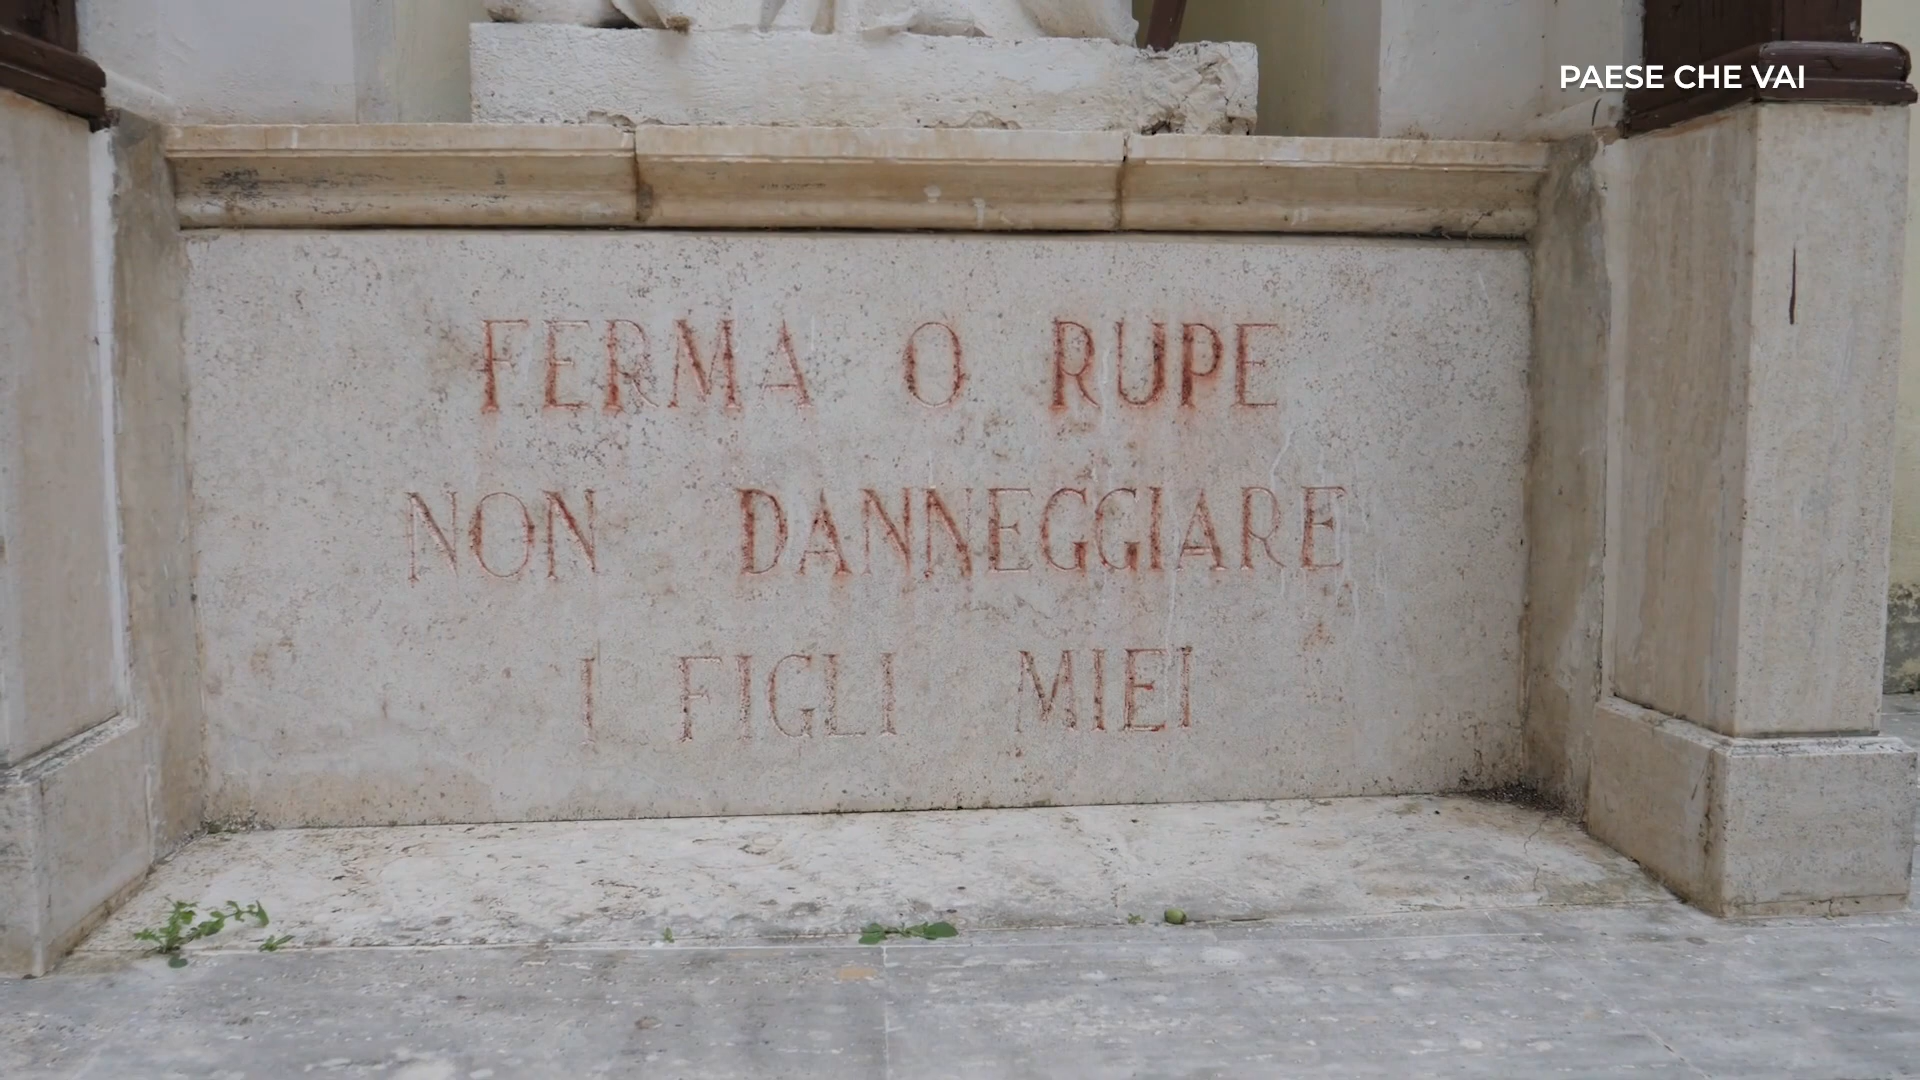 PAESE CHE VAI
FERMA O RUPE
NON DANNEGGIARE
I FIGLI MIEI